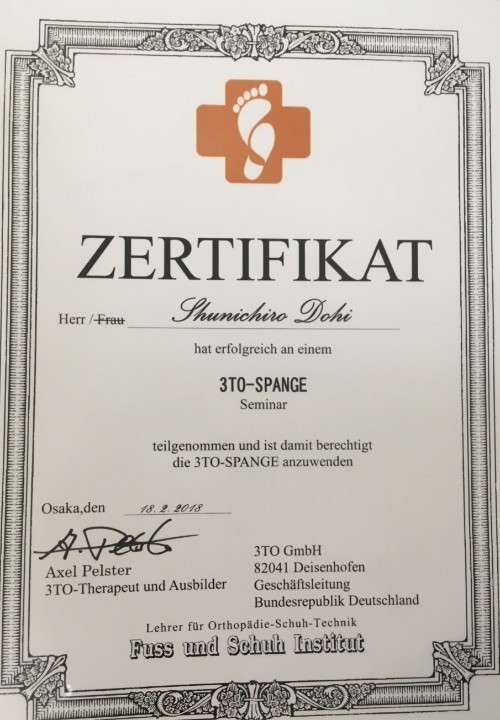 ZERTIFIKAT
Herr / Frau Shunichiro Dohi
hat erfolgreich an einem
3TO-SPANGE
Seminar
teilgenommen und ist damit berechtigt
die 3TO-SPANGE anzuwenden
Osaka,den 18. 2. 2018
Axel Pelster
3TO-Therapeut und Ausbilder
3TO GmbH
82041 Deisenhofen
Geschäftsleitung
Bundesrepublik Deutschland
Lehrer für Orthopädie-Schuh-Technik
Fuss und Schuh Institut